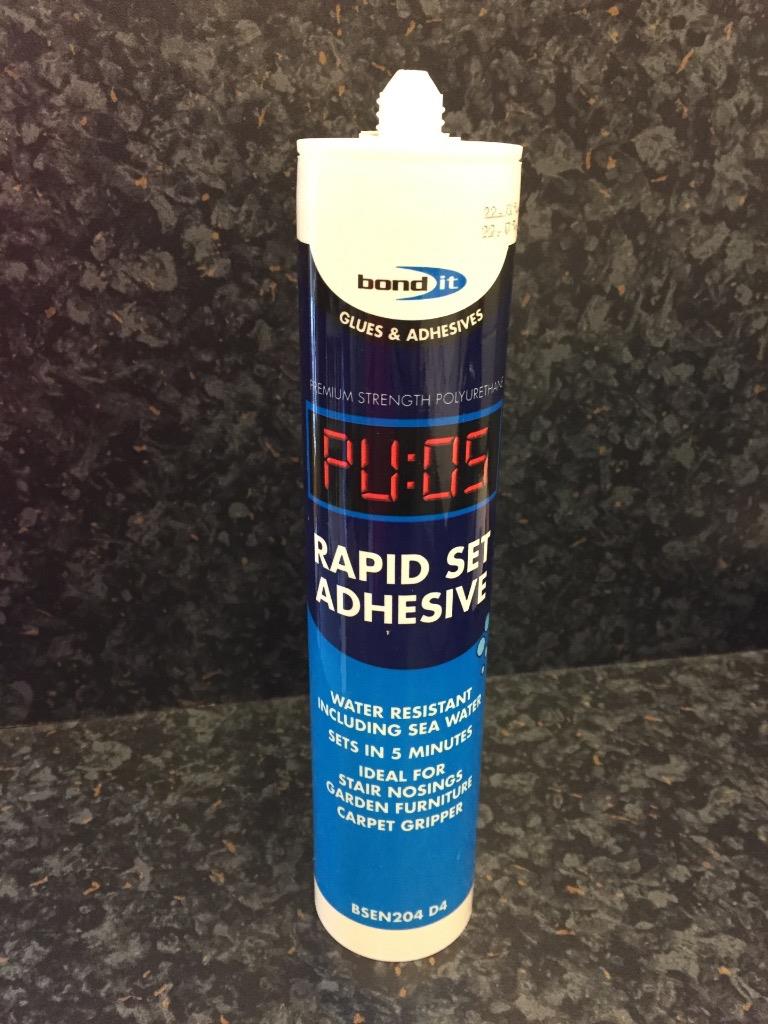 bond it
GLUES & ADHESIVES
PREMIUM STRENGTH POLYURETHANE
PU:05
RAPID SET
ADHESIVE
WATER RESISTANT
INCLUDING SEA WATER
SETS IN 5 MINUTES
IDEAL FOR
STAIR NOSINGS
GARDEN FURNITURE
CARPET GRIPPER
BSEN204 D4